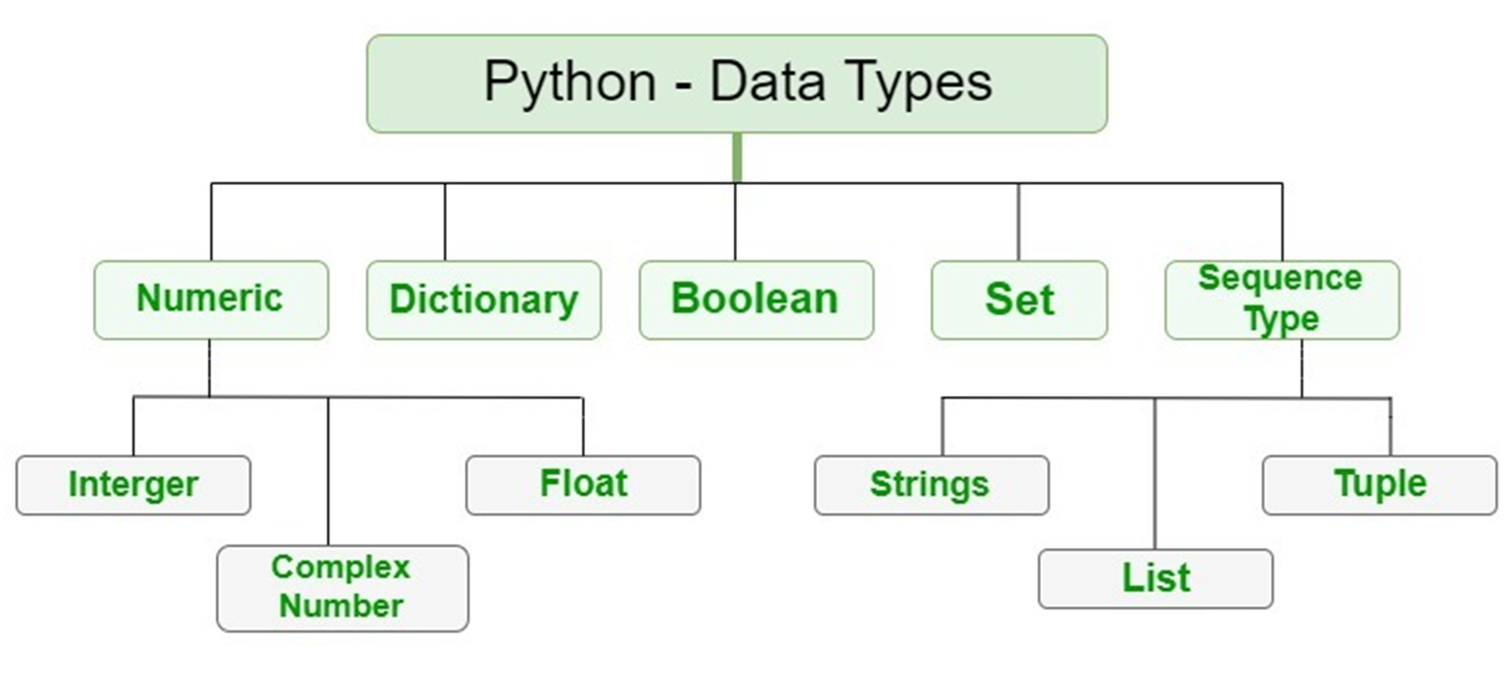 Python - Data Types
Numeric
Dictionary
Boolean
Set
Sequence
Type
Interger
Float
Strings
Tuple
Complex
Number
List